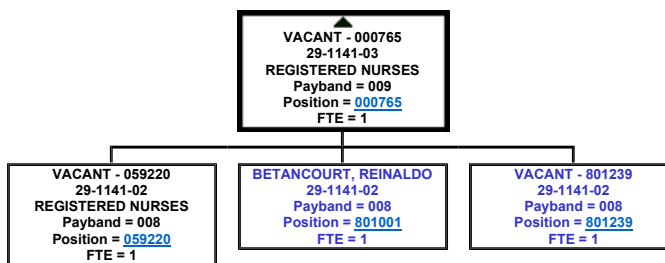 VACANT - 000765
29-1141-03
REGISTERED NURSES
Payband = 009
Position = 000765
FTE = 1
VACANT - 059220
29-1141-02
REGISTERED NURSES
Payband = 008
Position = 059220
FTE = 1
BETANCOURT, REINALDO
29-1141-02
Payband = 008
Position = 801001
FTE = 1
VACANT - 801239
29-1141-02
Payband = 008
Position = 801239
FTE = 1